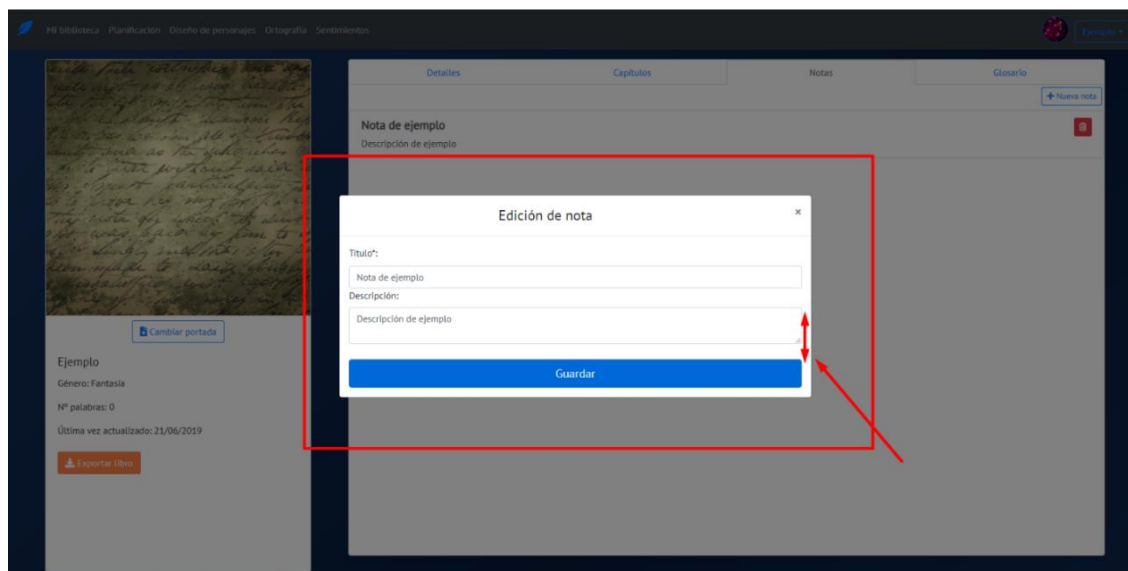 Mi biblioteca Planificación Diseño de personajes Ortografía Sentimientos Ejemplo
Detalles Capítulos Notas Glosario
+ Nueva nota
Nota de ejemplo
Descripción de ejemplo
Edición de nota ×
Título*:
Nota de ejemplo
Descripción:
Descripción de ejemplo
Guardar
Cambiar portada
Ejemplo
Género: Fantasía
Nº palabras: 0
Última vez actualizado: 21/06/2019
Exportar libro